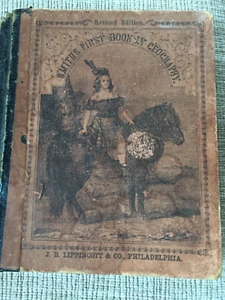 Revised Edition.
SMITH'S FIRST BOOK IN GEOGRAPHY.
J. B. LIPPINCOTT & CO., PHILADELPHIA.